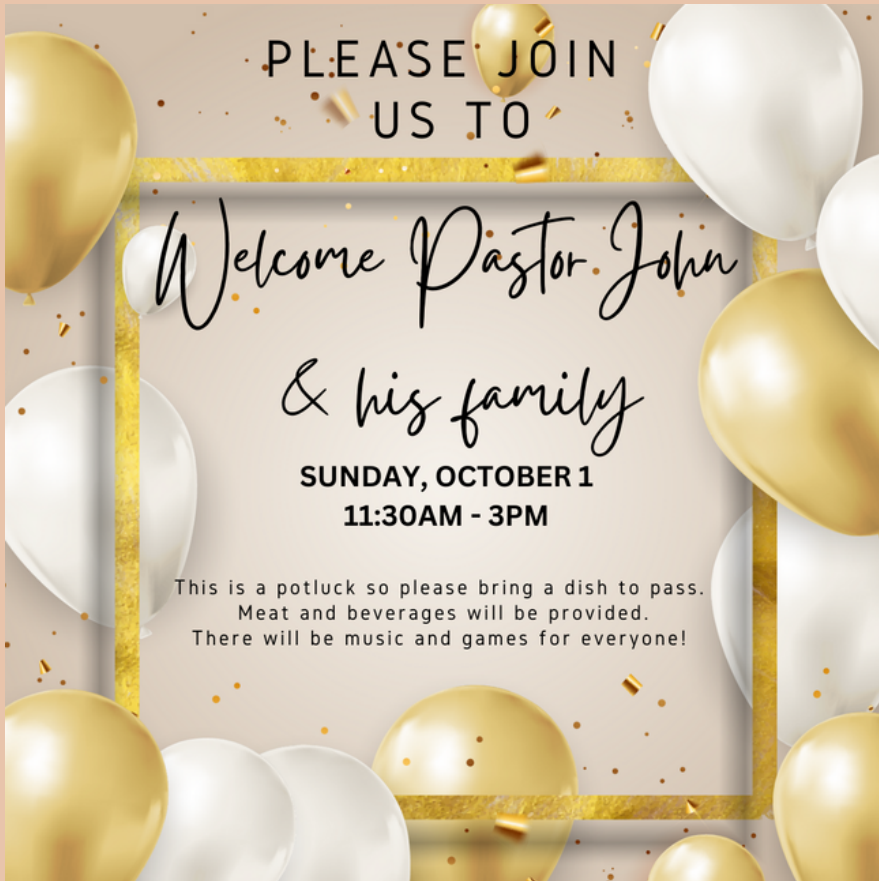 PLEASE JOIN
US TO
Welcome Pastor John
& his family
SUNDAY, OCTOBER 1
11:30AM - 3PM
This is a potluck so please bring a dish to pass.
Meat and beverages will be provided.
There will be music and games for everyone!